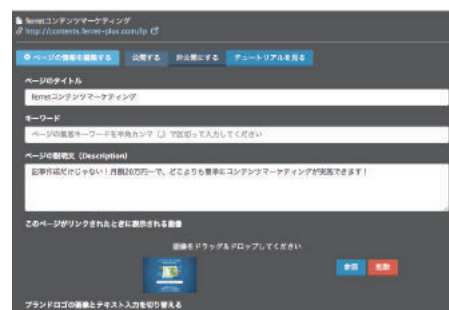 ferretコンテンツマーケティング
http://contents.ferret-plus.com/lp
ページの情報を編集する 公開する 非公開にする チュートリアルを見る
ページのタイトル
ferretコンテンツマーケティング
キーワード
ページの重要キーワードを半角カンマ（,）で区切って入力してください
ページの説明文（Description）
記事作成だけじゃない！月額20万円〜で、どこよりも簡単にコンテンツマーケティングが実施できます！
このページがリンクされたときに表示される画像
画像をドラッグ&ドロップしてください
参照 削除
ブランドロゴの画像とテキスト入力を切り替える